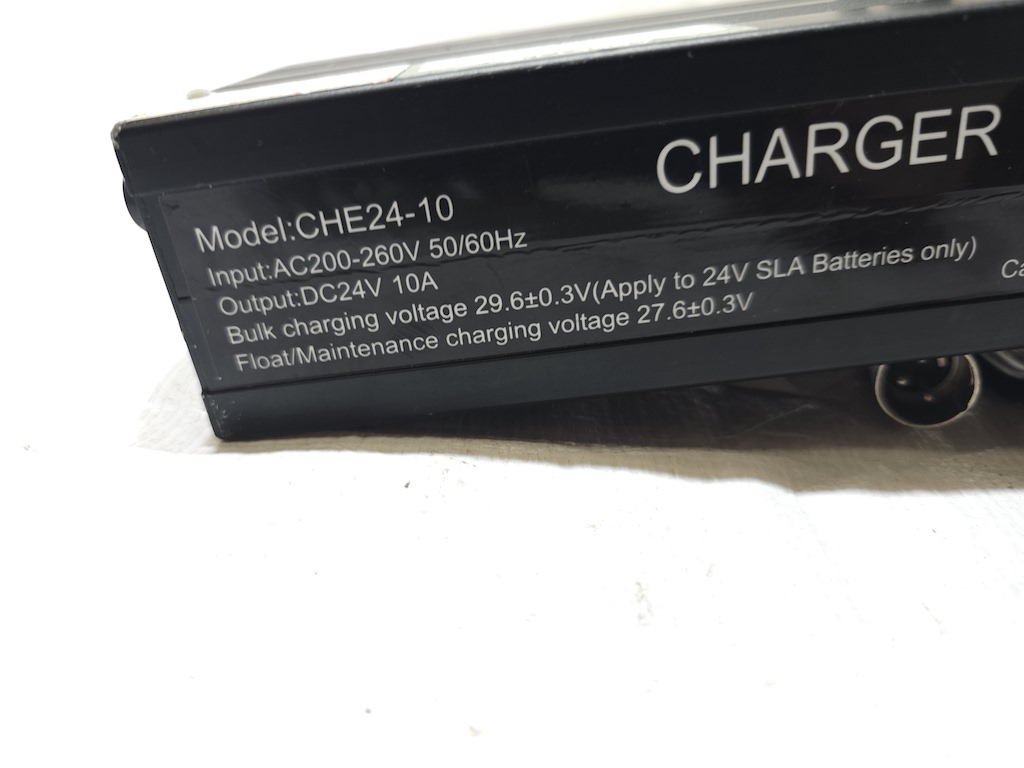 CHARGER
Model:CHE24-10
Input:AC200-260V 50/60Hz
Output:DC24V 10A
Bulk charging voltage 29.6±0.3V(Apply to 24V SLA Batteries only)
Float/Maintenance charging voltage 27.6±0.3V